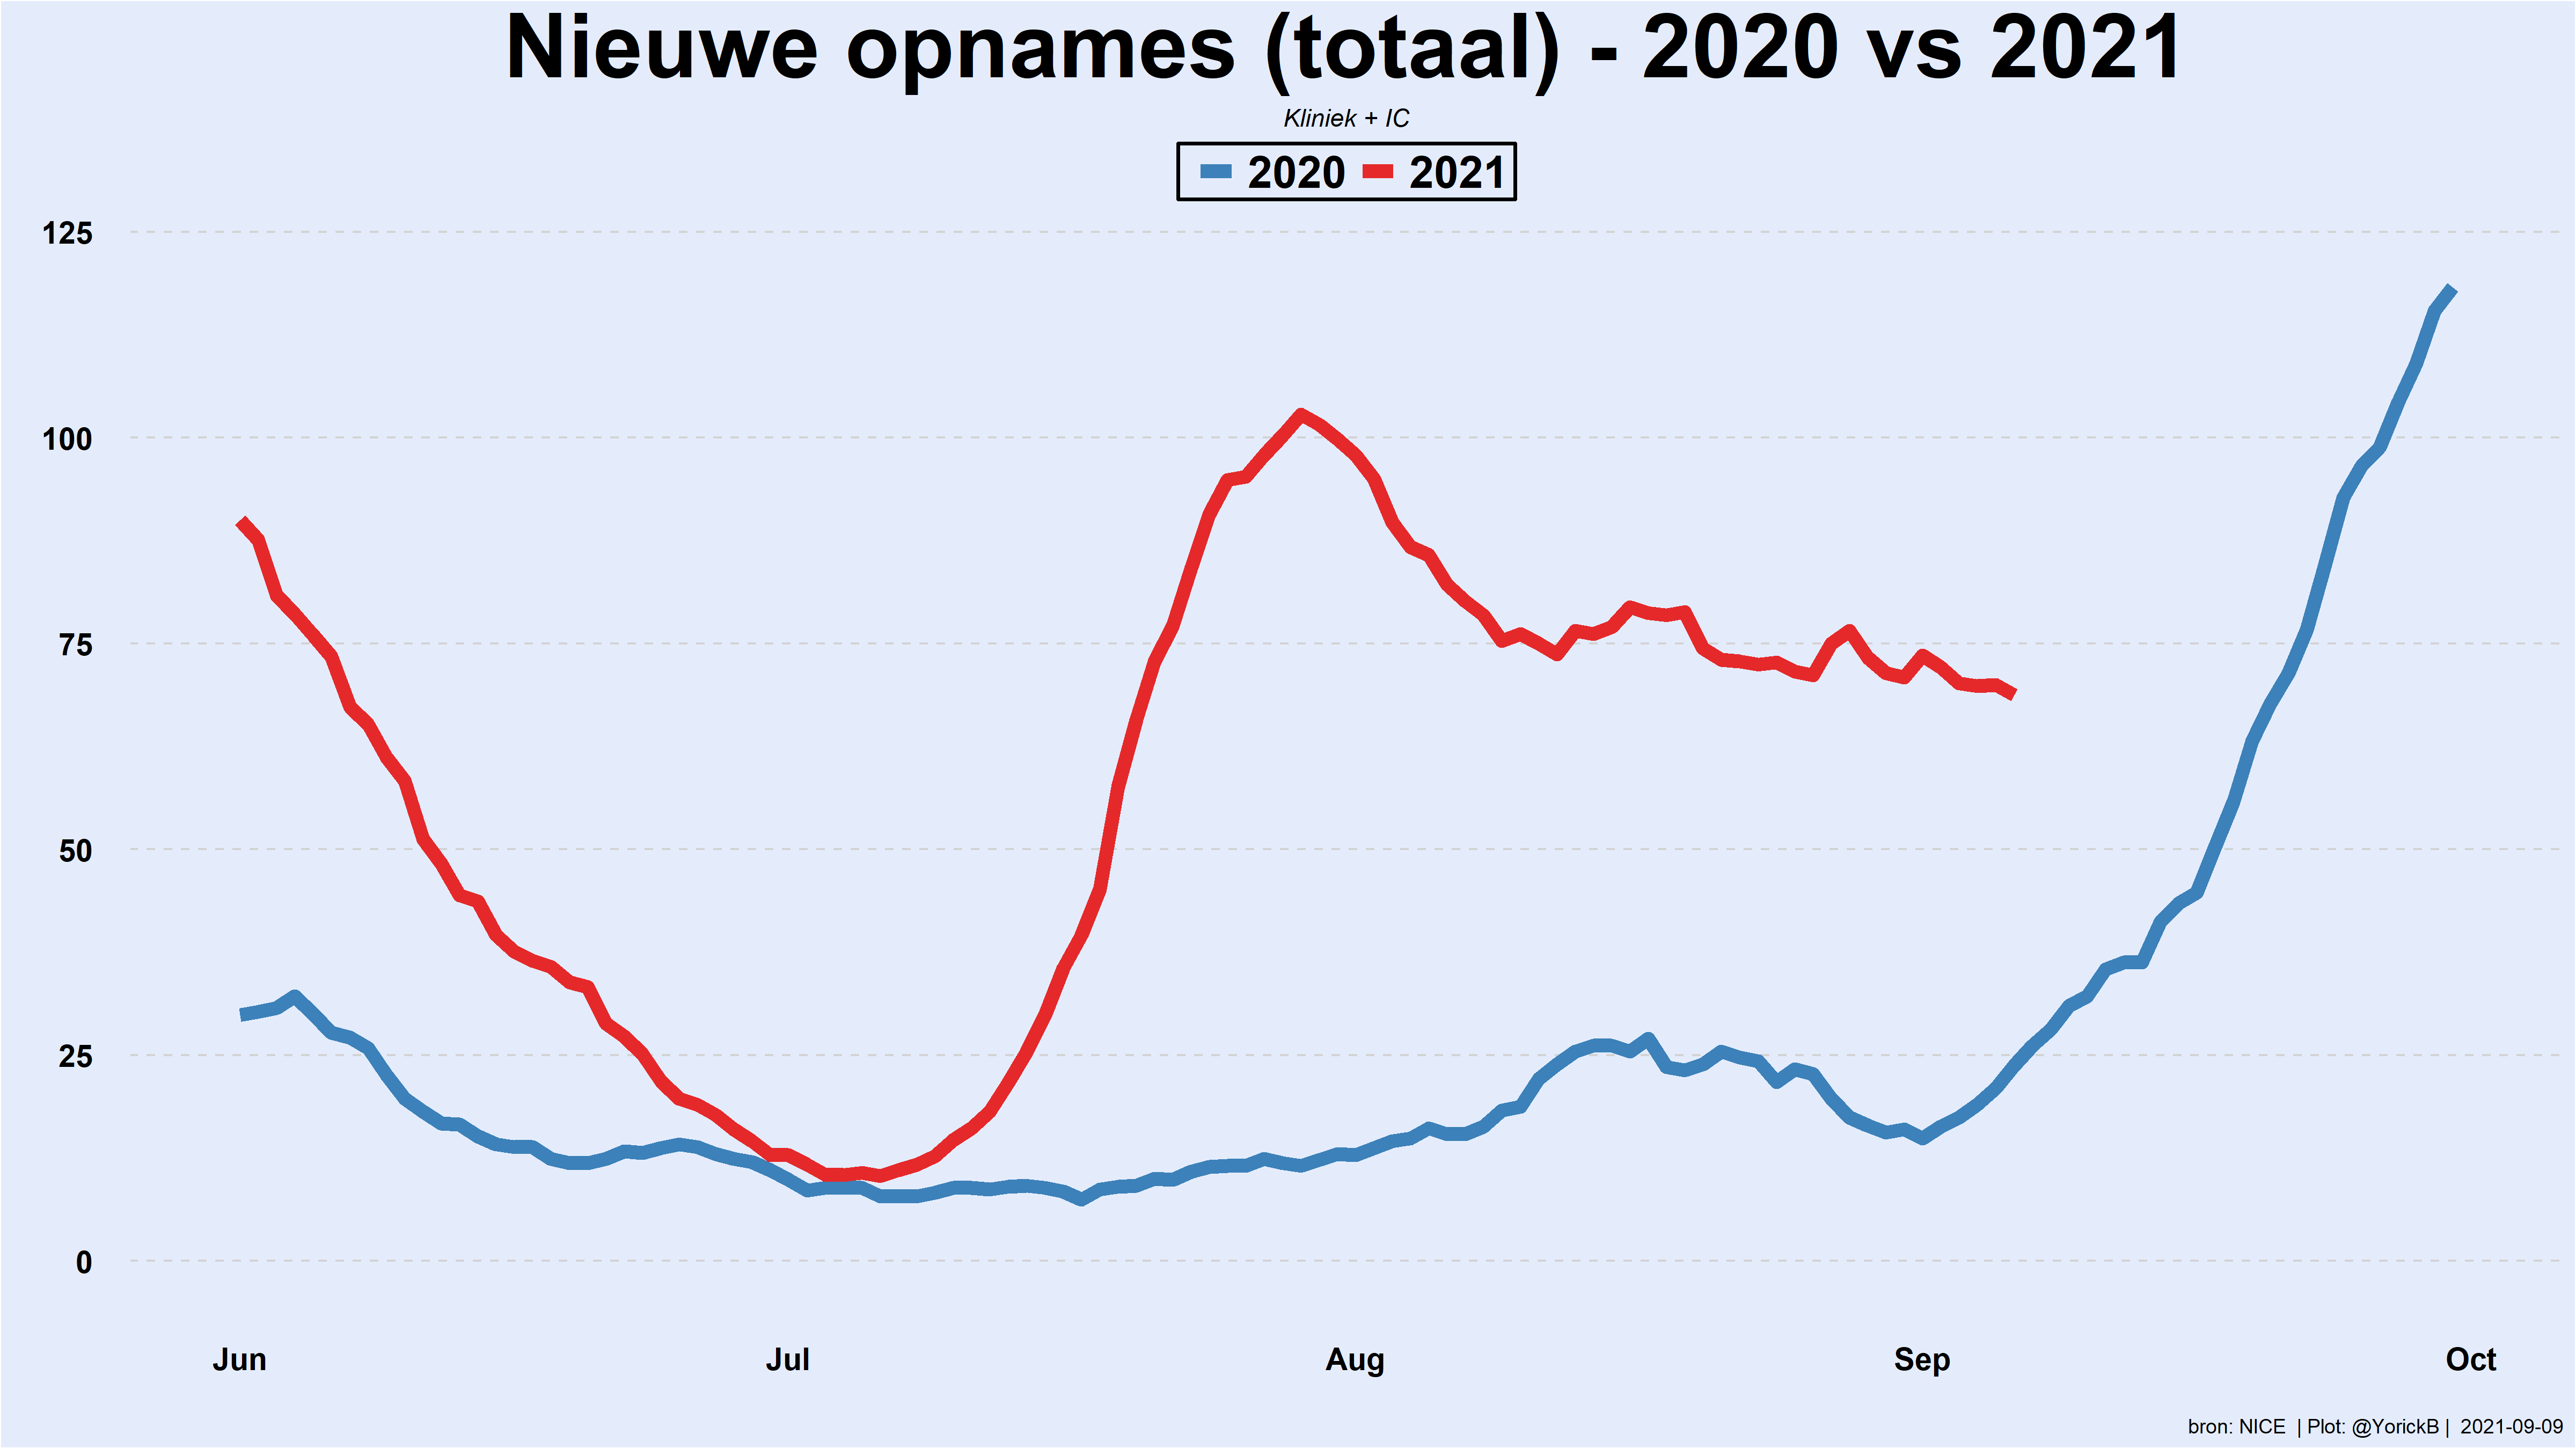 Nieuwe opnames (totaal) - 2020 vs 2021
Kliniek + IC
2020 2021
125
100
75
50
25
0
Jun Jul Aug Sep Oct
bron: NICE | Plot: @YorickB | 2021-09-09